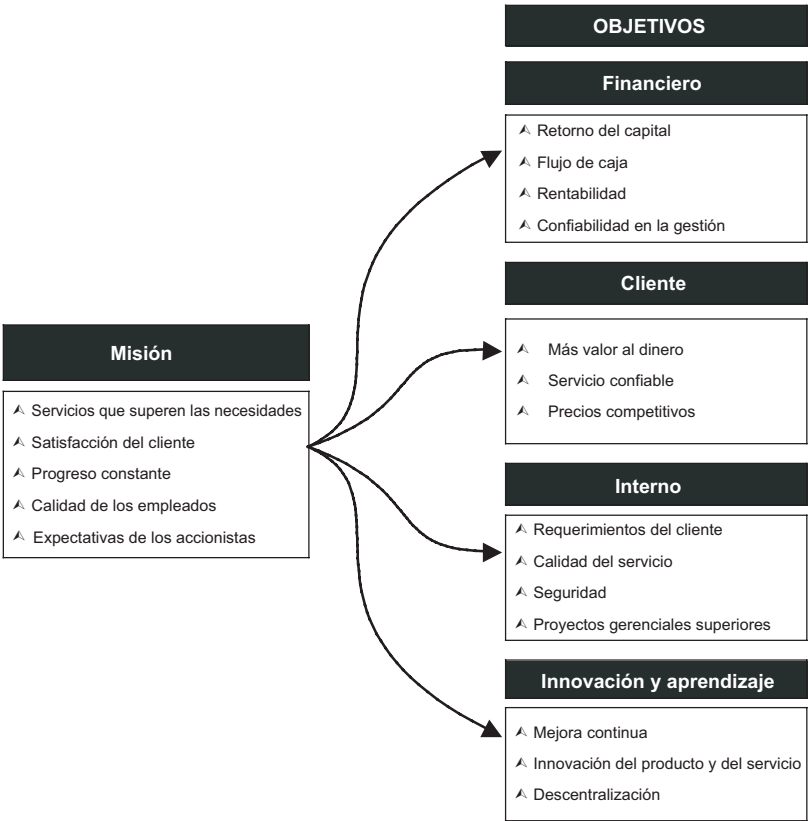 OBJETIVOS
Financiero
Retorno del capital
Flujo de caja
Rentabilidad
Confiabilidad en la gestión
Cliente
Más valor al dinero
Servicio confiable
Precios competitivos
Misión
Servicios que superen las necesidades
Satisfacción del cliente
Progreso constante
Calidad de los empleados
Expectativas de los accionistas
Interno
Requerimientos del cliente
Calidad del servicio
Seguridad
Proyectos gerenciales superiores
Innovación y aprendizaje
Mejora continua
Innovación del producto y del servicio
Descentralización